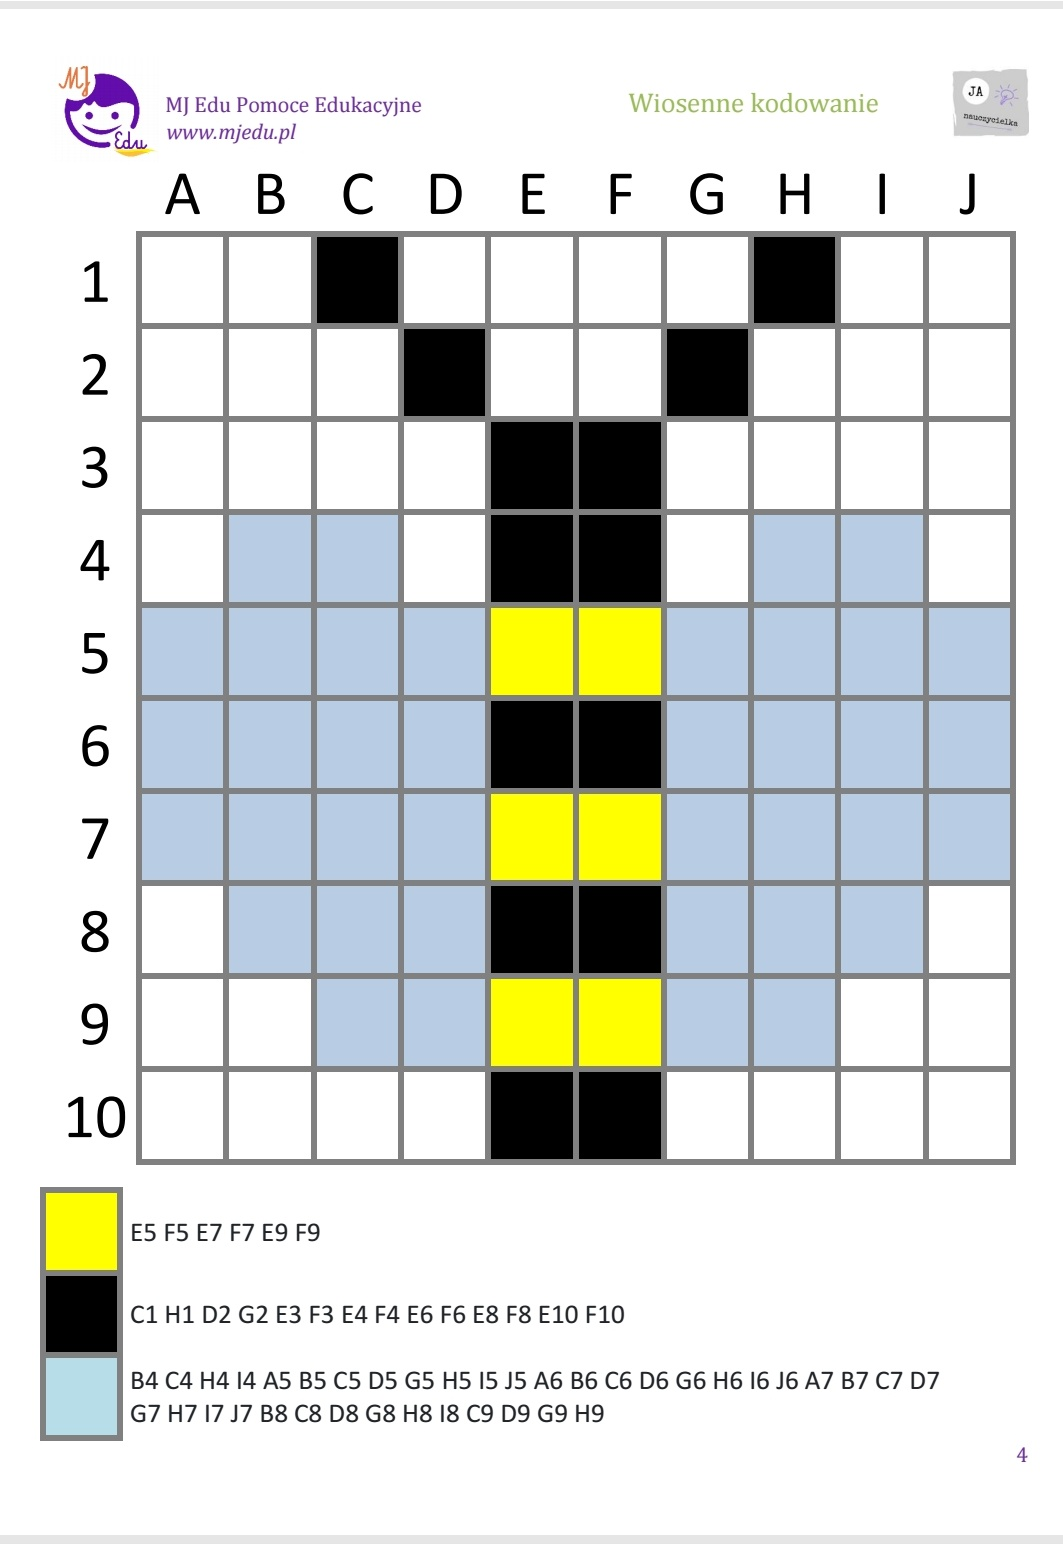 MJ
Edu
MJ Edu Pomoce Edukacyjne
www.mjedu.pl
Wiosenne kodowanie
JA
nauczycielka
A B C D E F G H I J
1
2
3
4
5
6
7
8
9
10
E5 F5 E7 F7 E9 F9
C1 H1 D2 G2 E3 F3 E4 F4 E6 F6 E8 F8 E10 F10
B4 C4 H4 I4 A5 B5 C5 D5 G5 H5 I5 J5 A6 B6 C6 D6 G6 H6 I6 J6 A7 B7 C7 D7
G7 H7 I7 J7 B8 C8 D8 G8 H8 I8 C9 D9 G9 H9
4